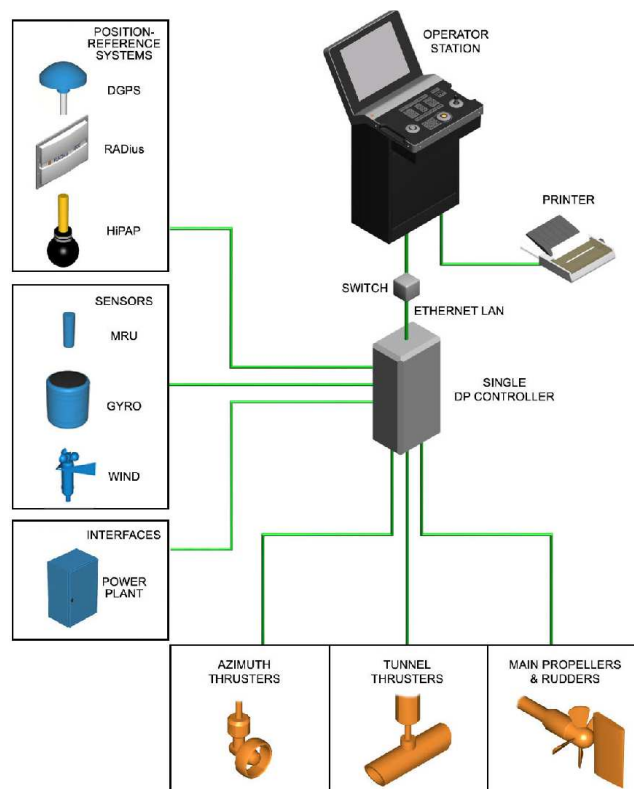 POSITION-
REFERENCE
SYSTEMS
DGPS
RADius
HiPAP
SENSORS
MRU
GYRO
WIND
INTERFACES
POWER
PLANT
OPERATOR
STATION
PRINTER
SWITCH
ETHERNET LAN
SINGLE
DP CONTROLLER
AZIMUTH
THRUSTERS
TUNNEL
THRUSTERS
MAIN PROPELLERS
& RUDDERS